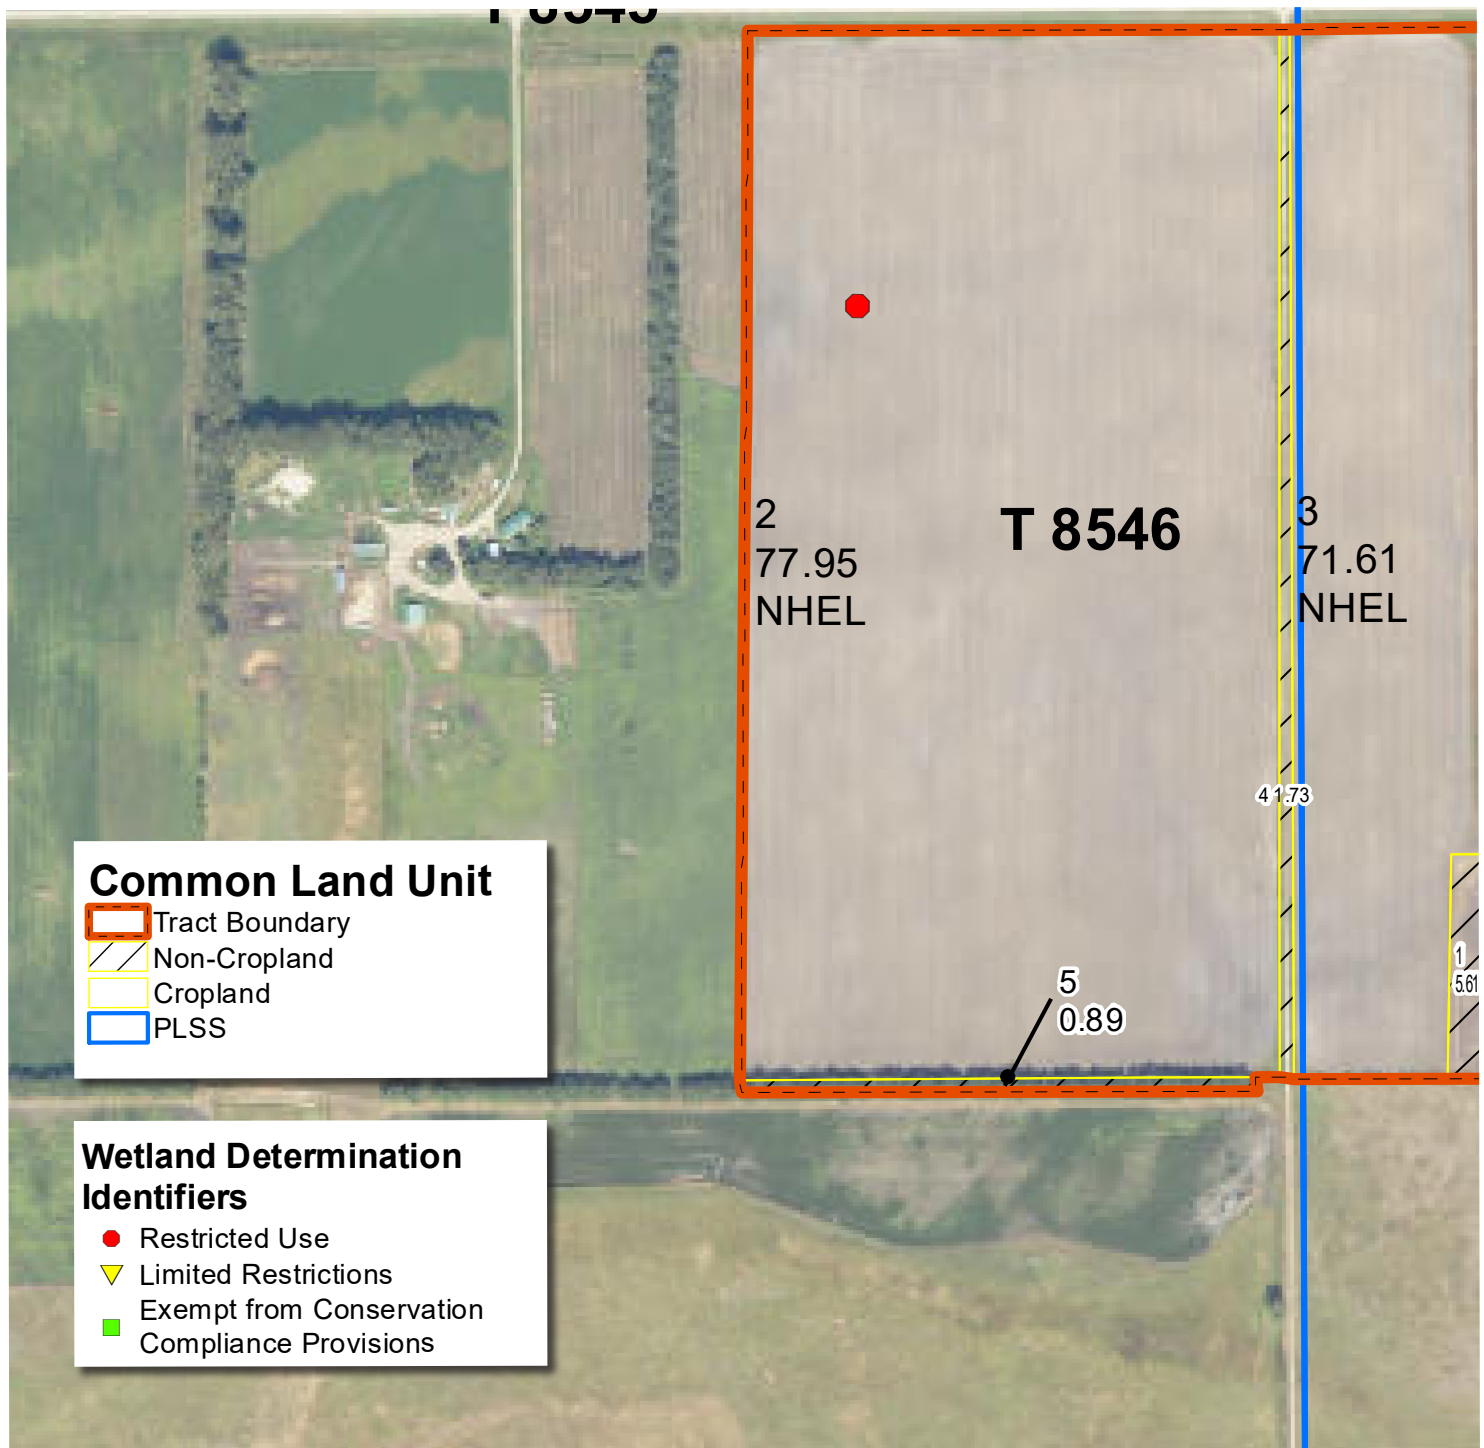 T 8546
2
77.95
NHEL
3
71.61
NHEL
4 1.73
1
5.61
5
0.89
Common Land Unit
Tract Boundary
Non-Cropland
Cropland
PLSS
Wetland Determination
Identifiers
Restricted Use
Limited Restrictions
Exempt from Conservation
Compliance Provisions